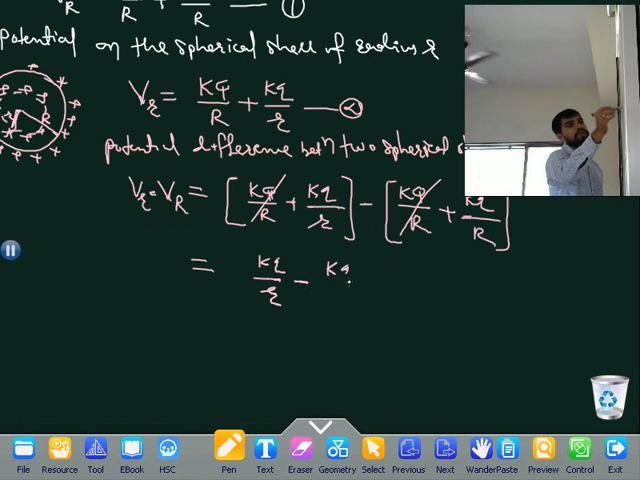 R R R — ①
Potential on the spherical shell of radius r
Vr = KQ/R + Kq/r — ②
potential difference betn two spherical s
Vr - VR = [KQ/R + Kq/r] - [KQ/R + Kq/R]
= Kq/r - Kq
File Resource Tool EBook HSC Pen Text Eraser Geometry Select Previous Next Wander Paste Preview Control Exit